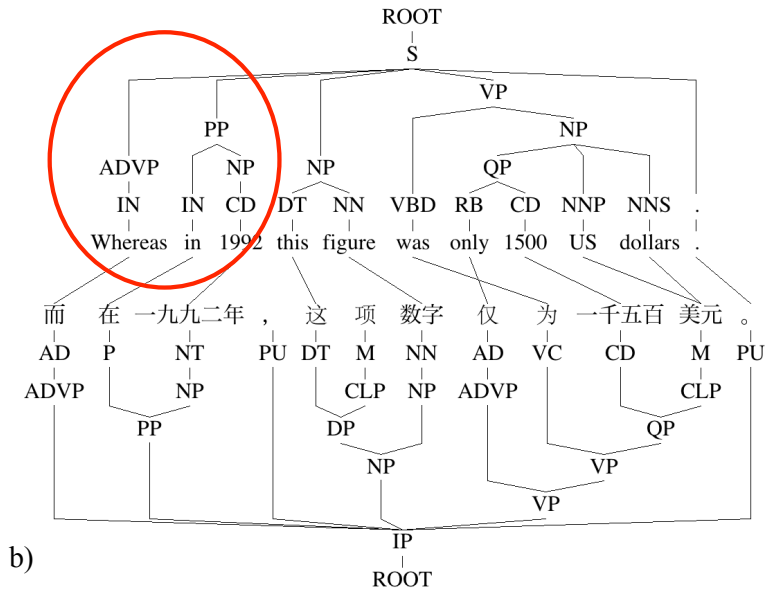 ROOT
S
VP
PP NP
ADVP NP NP QP
IN IN CD DT NN VBD RB CD NNP NNS .
Whereas in 1992 this figure was only 1500 US dollars .
而 在 一九九二年 , 这 项 数字 仅 为 一千五百 美元 。
AD P NT PU DT M NN AD VC CD M PU
ADVP NP CLP NP ADVP CLP
PP DP QP
NP VP
VP
IP
b)
ROOT